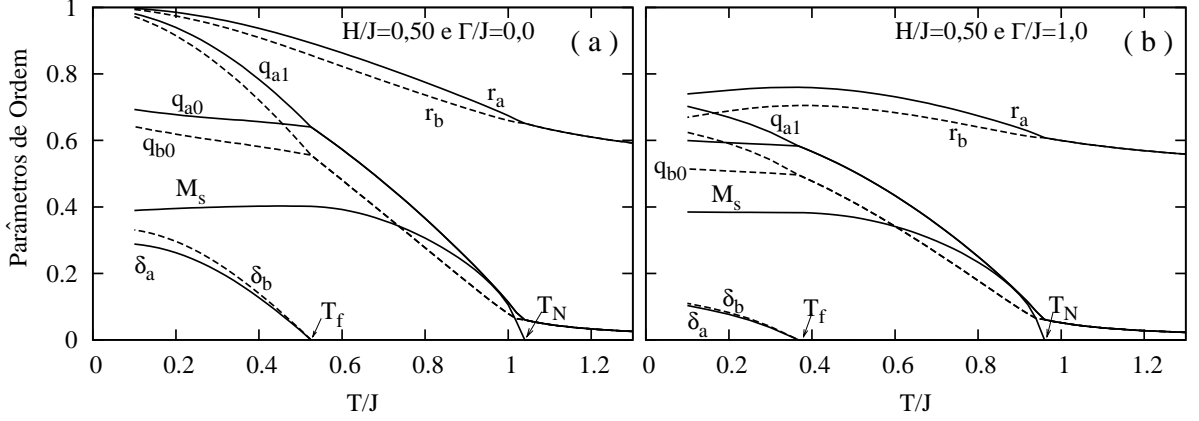 H/J=0,50 e Γ/J=0,0
( a )
Parâmetros de Ordem
1
0.8
0.6
0.4
0.2
0
q_a1
q_a0
q_b0
r_a
r_b
M_s
δ_a
δ_b
T_f
T_N
0 0.2 0.4 0.6 0.8 1 1.2
T/J
H/J=0,50 e Γ/J=1,0
( b )
q_a1
q_b0
r_a
r_b
M_s
δ_b
δ_a
T_f
T_N
0 0.2 0.4 0.6 0.8 1 1.2
T/J